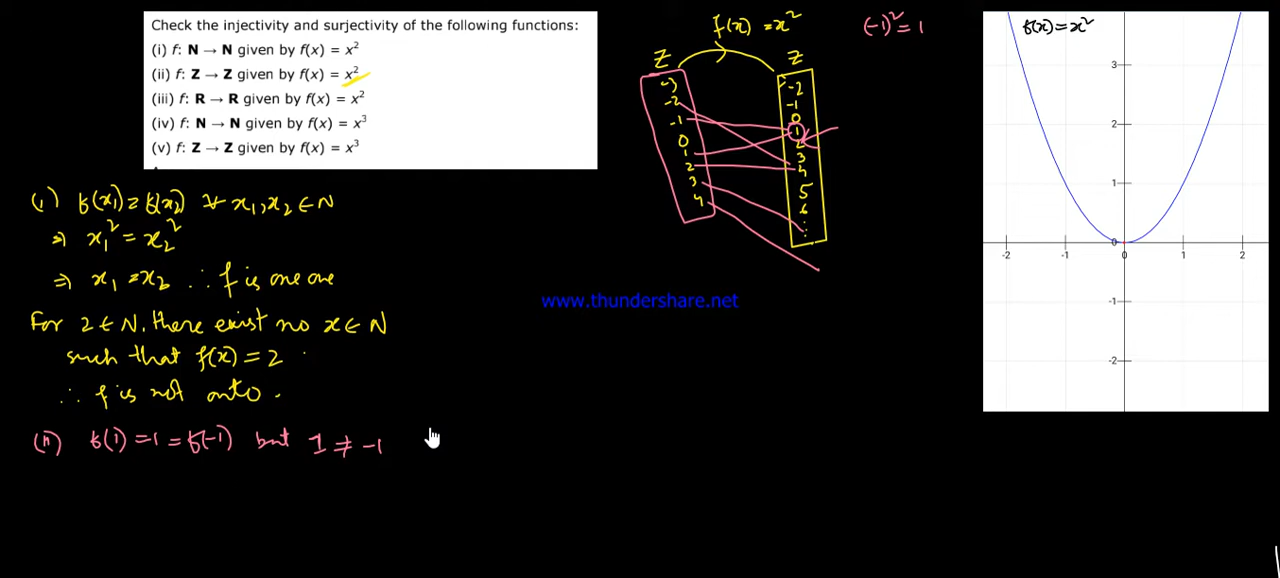 Check the injectivity and surjectivity of the following functions:
(i) f: N → N given by f(x) = x²
(ii) f: Z → Z given by f(x) = x²
(iii) f: R → R given by f(x) = x²
(iv) f: N → N given by f(x) = x³
(v) f: Z → Z given by f(x) = x³
(i) f(x₁) = f(x₂) ∀ x₁, x₂ ∈ N
⇒ x₁² = x₂²
⇒ x₁ = x₂ ∴ f is one one
For 2 ∈ N, there exist no x ∈ N
such that f(x) = 2
∴ f is not onto.
(ii) f(1) = 1 = f(-1) but 1 ≠ -1
f(x) = x²
Z
-3
-2
-1
0
1
2
3
4
Z
-2
-1
0
1
2
3
4
5
6
⋮
(-1)² = 1
www.thundershare.net
f(x) = x²
3
2
1
0
-2 -1 0 1 2
-1
-2